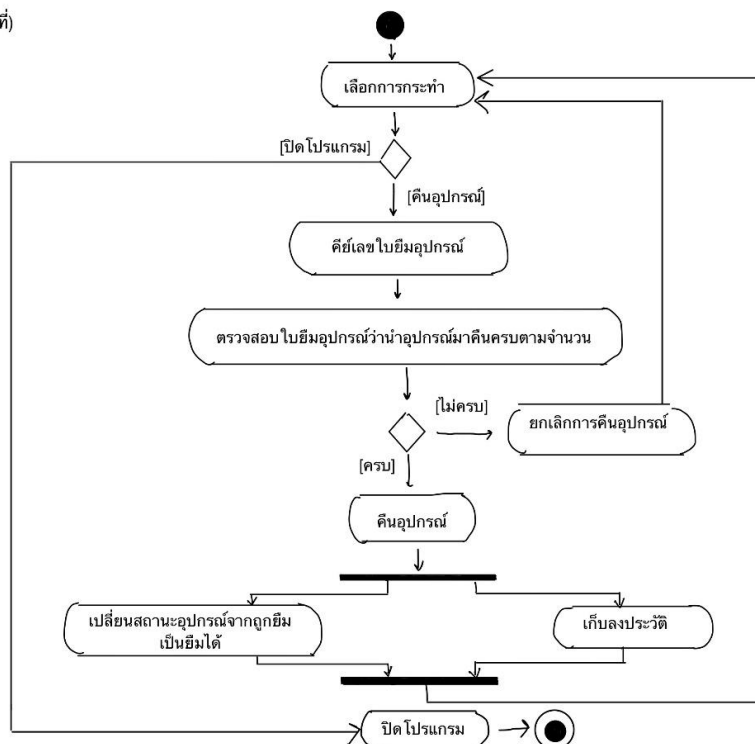 ที่)
เลือกการกระทำ
[ปิดโปรแกรม]
[คืนอุปกรณ์]
คีย์เลขใบยืมอุปกรณ์
ตรวจสอบใบยืมอุปกรณ์ว่านำอุปกรณ์มาคืนครบตามจำนวน
[ไม่ครบ]
ยกเลิกการคืนอุปกรณ์
[ครบ]
คืนอุปกรณ์
เปลี่ยนสถานะอุปกรณ์จากถูกยืม
เป็นยืมได้
เก็บลงประวัติ
ปิดโปรแกรม